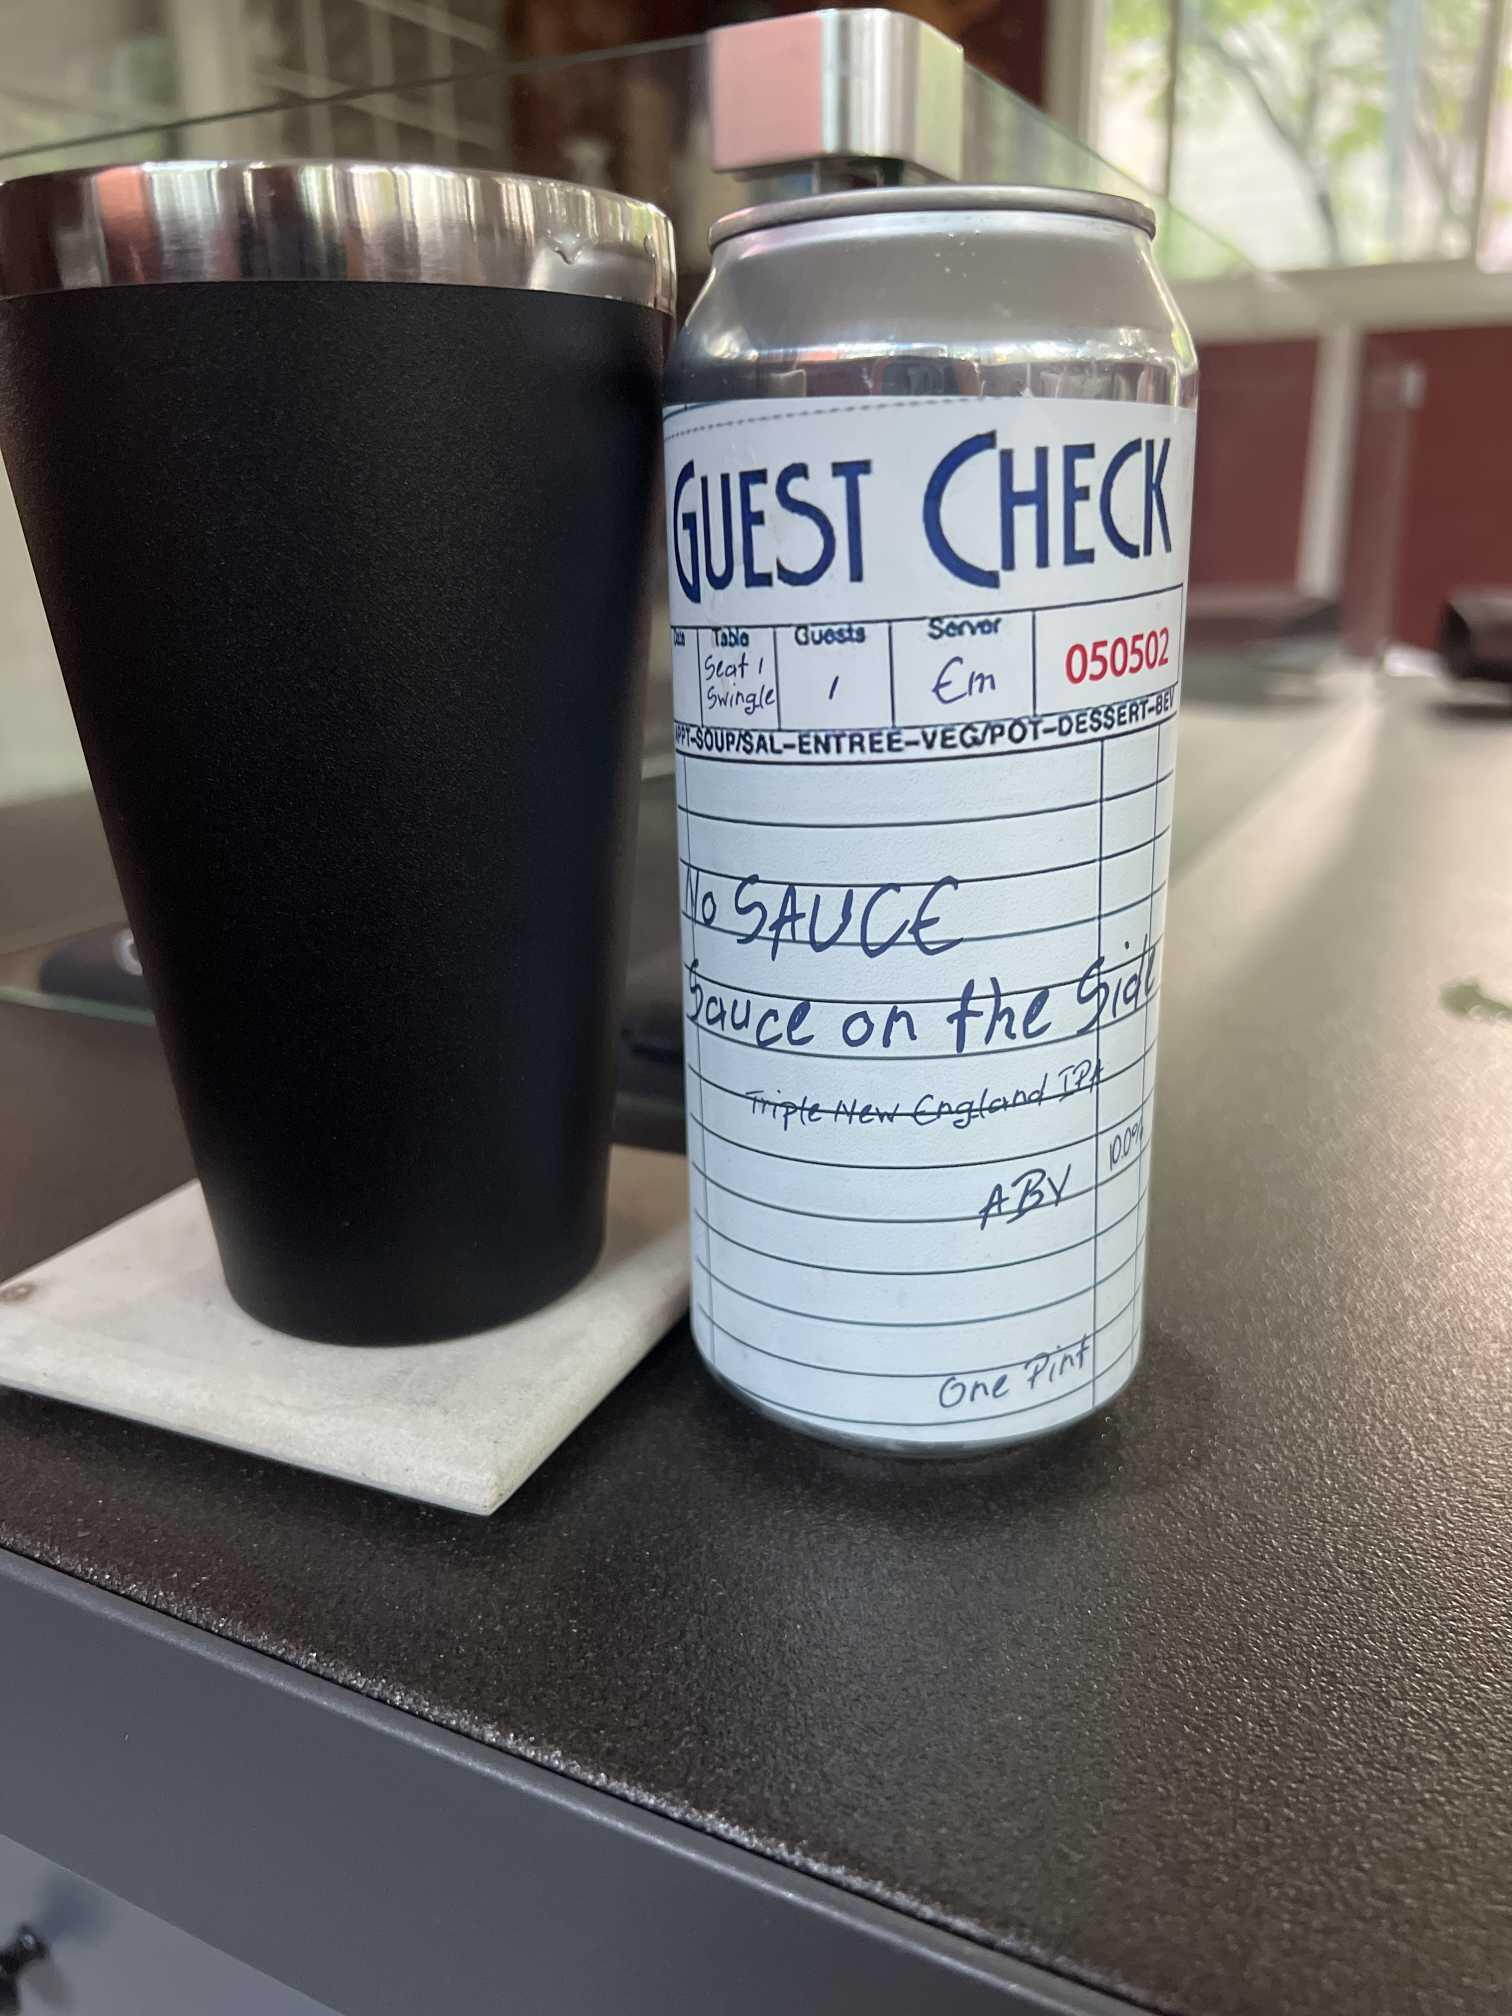 GUEST CHECK
Date Table Guests Server
Seat 1
Swingle 1 Em 050502
APPT-SOUP/SAL-ENTREE-VEG/POT-DESSERT-BEV
No SAUCE
Sauce on the Side
Triple New England IPA
10.0%
ABV
One Pint